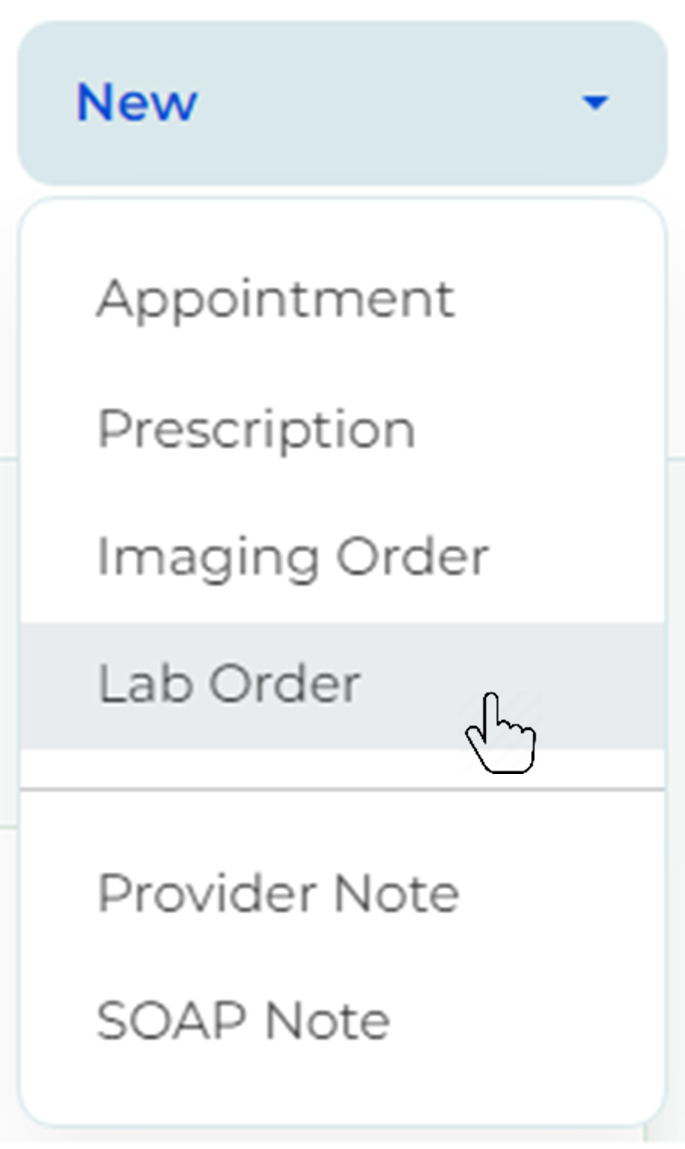 New
Appointment
Prescription
Imaging Order
Lab Order
Provider Note
SOAP Note